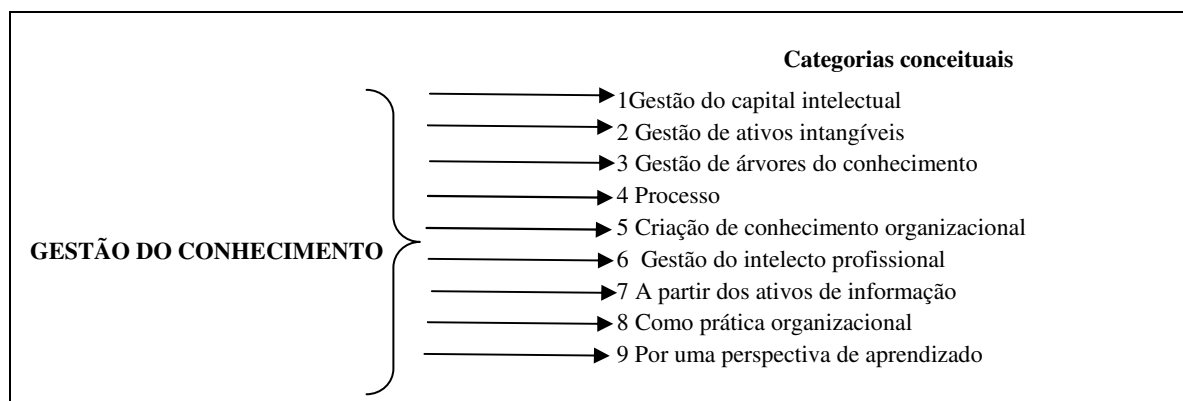 Categorias conceituais
1Gestão do capital intelectual
2 Gestão de ativos intangíveis
3 Gestão de árvores do conhecimento
4 Processo
5 Criação de conhecimento organizacional
GESTÃO DO CONHECIMENTO
6 Gestão do intelecto profissional
7 A partir dos ativos de informação
8 Como prática organizacional
9 Por uma perspectiva de aprendizado